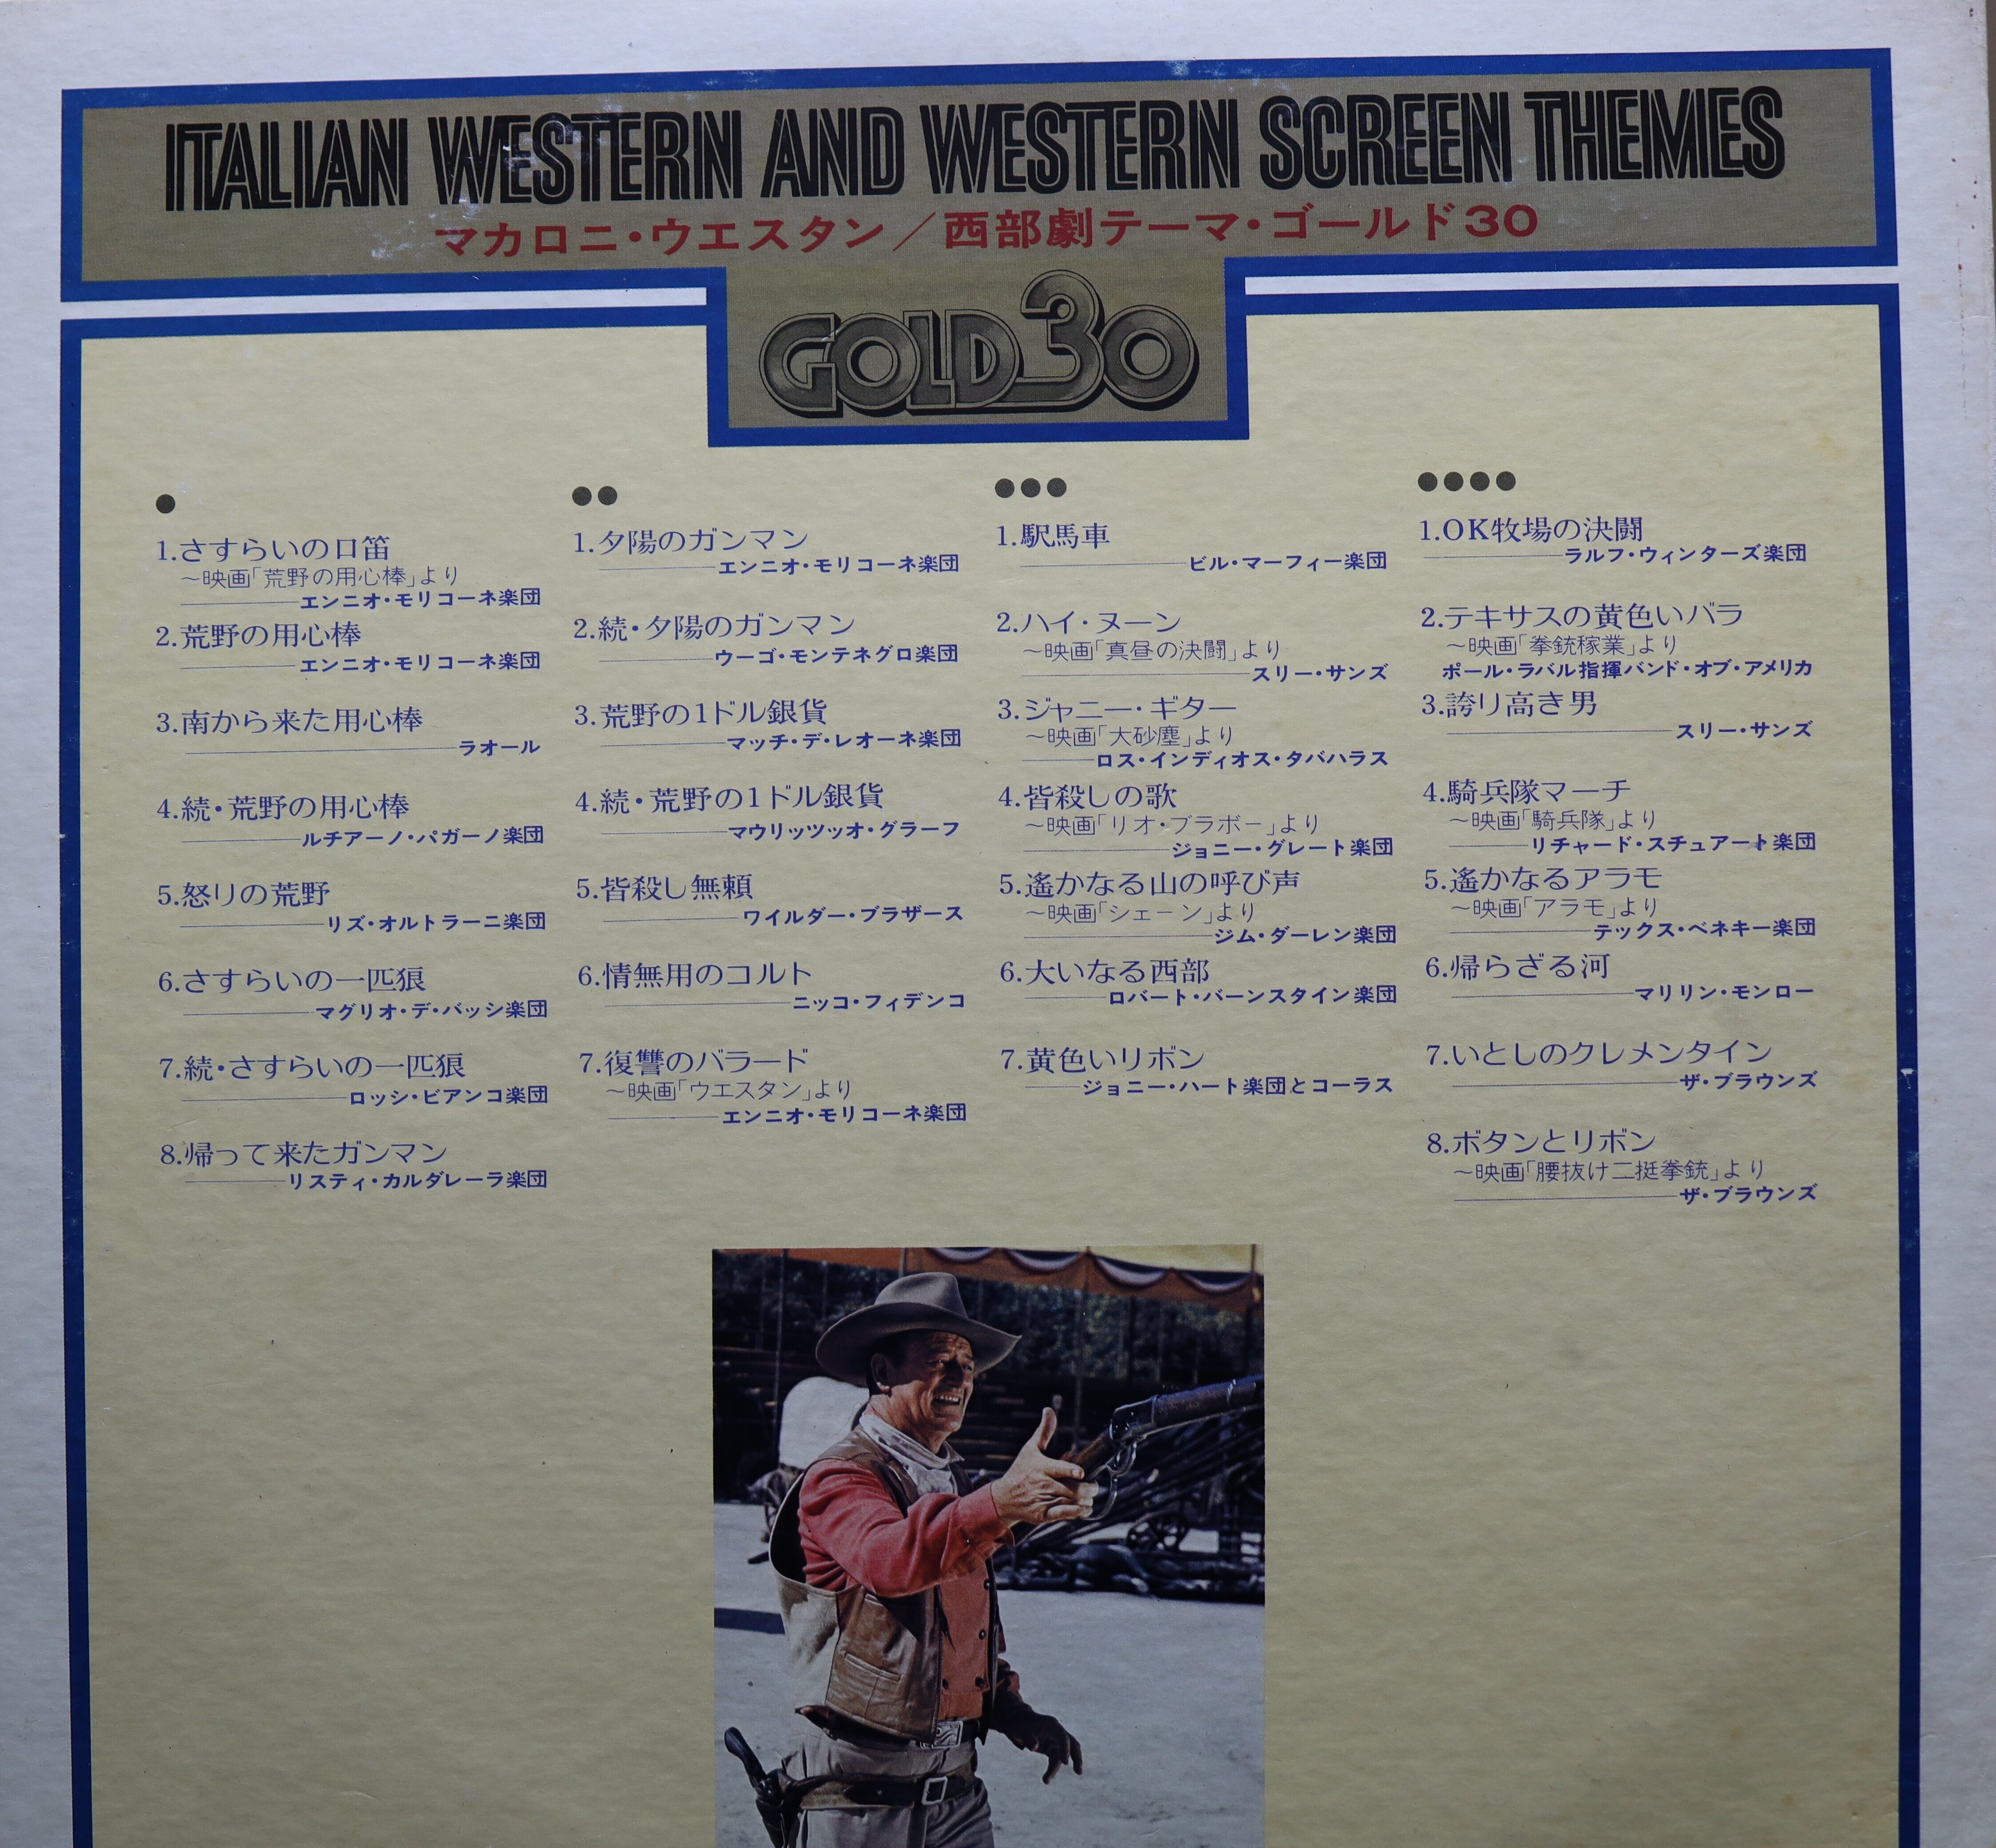 ITALIAN WESTERN AND WESTERN SCREEN THEMES
マカロニ・ウエスタン／西部劇テーマ・ゴールド30
GOLD 30
●
1.さすらいの口笛
～映画「荒野の用心棒」より
エンニオ・モリコーネ楽団
2.荒野の用心棒
エンニオ・モリコーネ楽団
3.南から来た用心棒
ラオール
4.続・荒野の用心棒
ルチアーノ・パガーノ楽団
5.怒りの荒野
リズ・オルトラーニ楽団
6.さすらいの一匹狼
マグリオ・デ・バッシ楽団
7.続・さすらいの一匹狼
ロッシ・ビアンコ楽団
8.帰って来たガンマン
リスティ・カルダレーラ楽団
●●
1.夕陽のガンマン
エンニオ・モリコーネ楽団
2.続・夕陽のガンマン
ウーゴ・モンテネグロ楽団
3.荒野の1ドル銀貨
マッチ・デ・レオーネ楽団
4.続・荒野の1ドル銀貨
マウリッツッオ・グラーフ
5.皆殺し無頼
ワイルダー・ブラザース
6.情無用のコルト
ニッコ・フィデンコ
7.復讐のバラード
～映画「ウエスタン」より
エンニオ・モリコーネ楽団
●●●
1.駅馬車
ビル・マーフィー楽団
2.ハイ・ヌーン
～映画「真昼の決闘」より
スリー・サンズ
3.ジャニー・ギター
～映画「大砂塵」より
ロス・インディオス・タバハラス
4.皆殺しの歌
～映画「リオ・ブラボー」より
ジョニー・グレート楽団
5.遙かなる山の呼び声
～映画「シェーン」より
ジム・ダーレン楽団
6.大いなる西部
ロバート・バーンスタイン楽団
7.黄色いリボン
ジョニー・ハート楽団とコーラス
●●●●
1.OK牧場の決闘
ラルフ・ウィンターズ楽団
2.テキサスの黄色いバラ
～映画「拳銃稼業」より
ポール・ラバル指揮バンド・オブ・アメリカ
3.誇り高き男
スリー・サンズ
4.騎兵隊マーチ
～映画「騎兵隊」より
リチャード・スチュアート楽団
5.遙かなるアラモ
～映画「アラモ」より
テックス・ベネキー楽団
6.帰らざる河
マリリン・モンロー
7.いとしのクレメンタイン
ザ・ブラウンズ
8.ボタンとリボン
～映画「腰抜け二挺拳銃」より
ザ・ブラウンズ